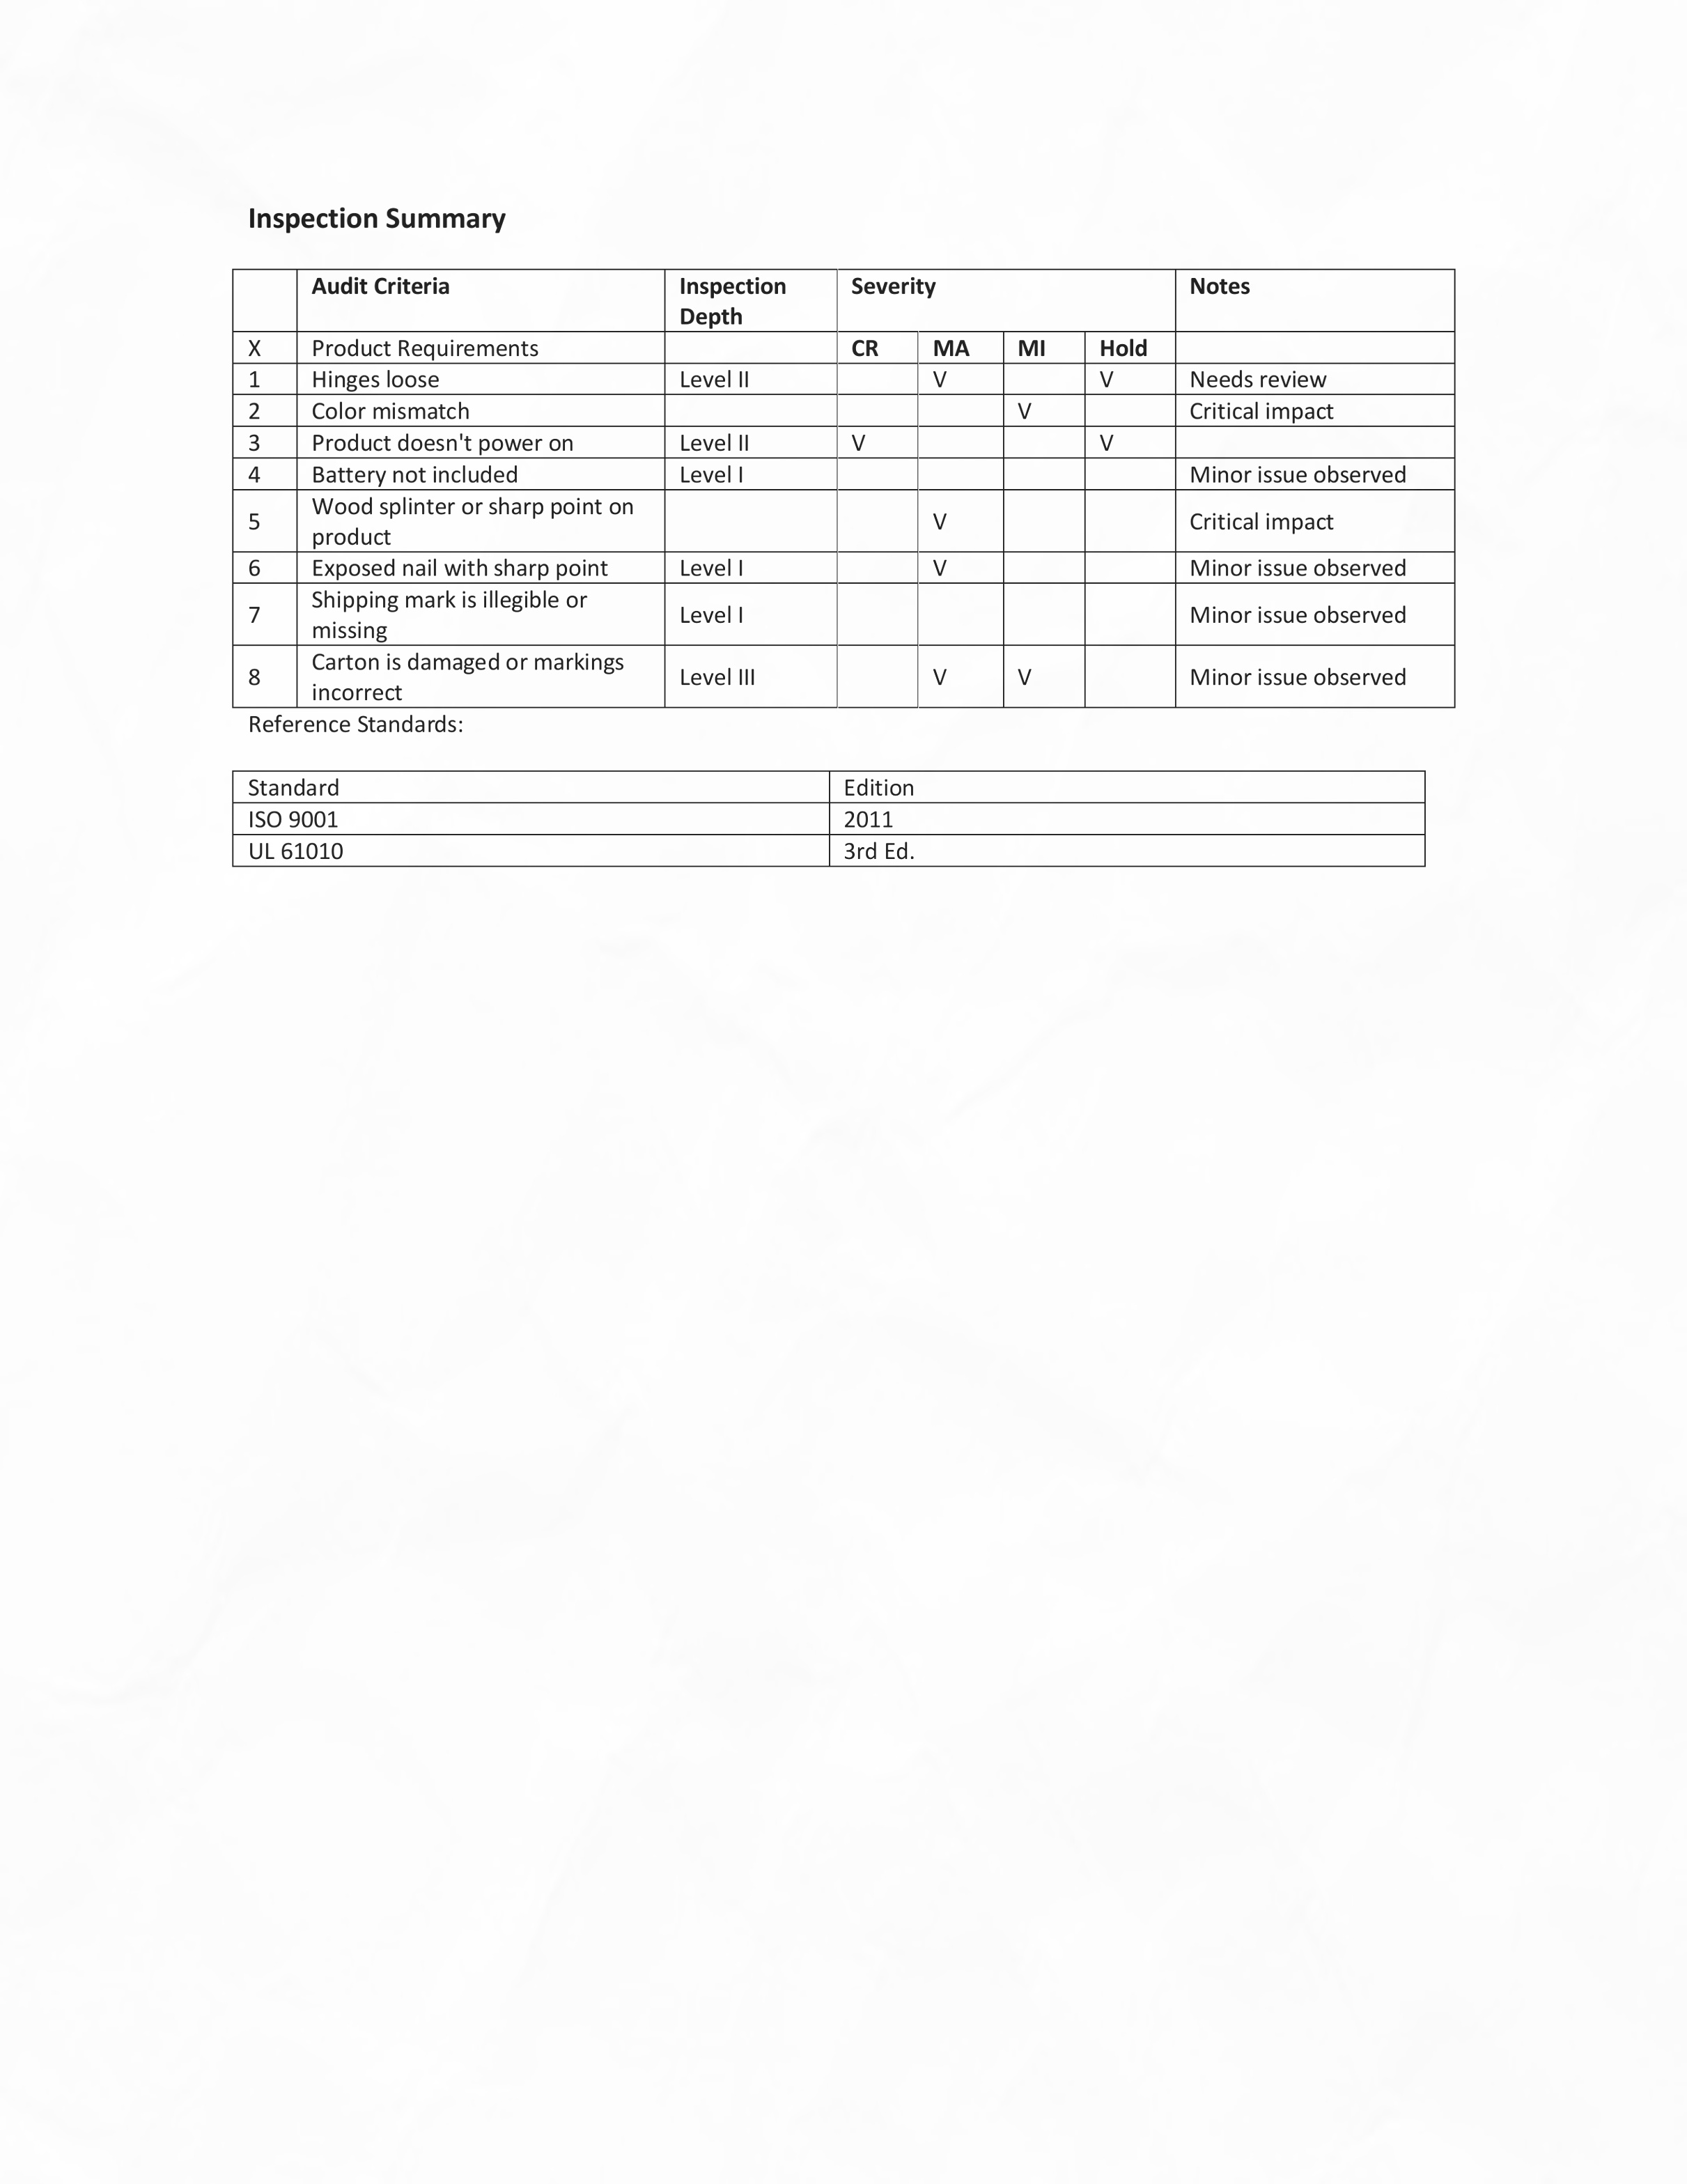 Inspection Summary
Audit Criteria Inspection Depth Severity Notes
X Product Requirements CR MA MI Hold
1 Hinges loose Level II V V Needs review
2 Color mismatch V Critical impact
3 Product doesn't power on Level II V V
4 Battery not included Level I Minor issue observed
5 Wood splinter or sharp point on product V Critical impact
6 Exposed nail with sharp point Level I V Minor issue observed
7 Shipping mark is illegible or missing Level I Minor issue observed
8 Carton is damaged or markings incorrect Level III V V Minor issue observed
Reference Standards:
Standard Edition
ISO 9001 2011
UL 61010 3rd Ed.